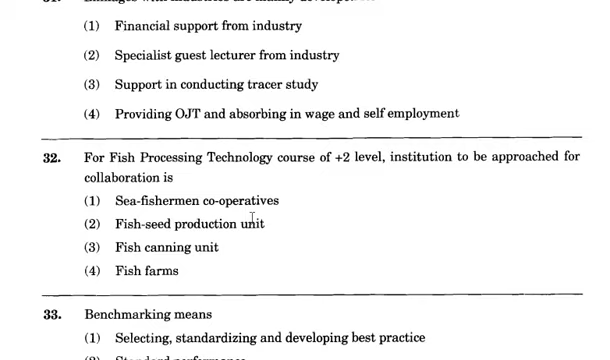 (1) Financial support from industry
(2) Specialist guest lecturer from industry
(3) Support in conducting tracer study
(4) Providing OJT and absorbing in wage and self employment
32. For Fish Processing Technology course of +2 level, institution to be approached for
collaboration is
(1) Sea-fishermen co-operatives
(2) Fish-seed production unit
(3) Fish canning unit
(4) Fish farms
33. Benchmarking means
(1) Selecting, standardizing and developing best practice